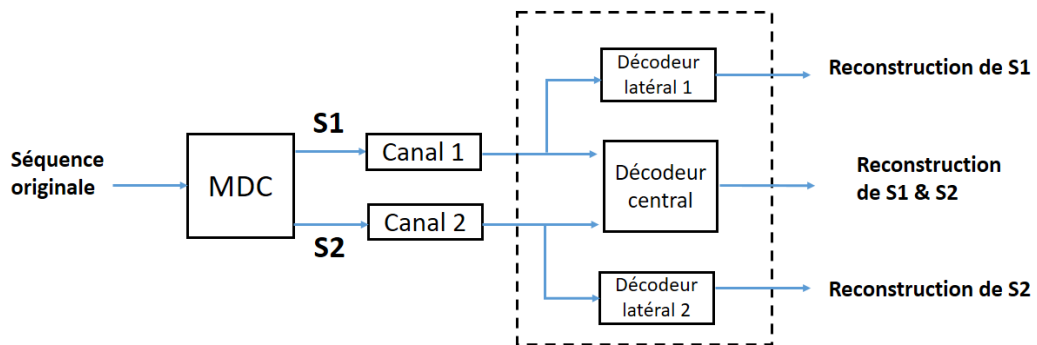 Séquence
originale
MDC
S1
S2
Canal 1
Canal 2
Décodeur
latéral 1
Décodeur
central
Décodeur
latéral 2
Reconstruction de S1
Reconstruction
de S1 & S2
Reconstruction de S2